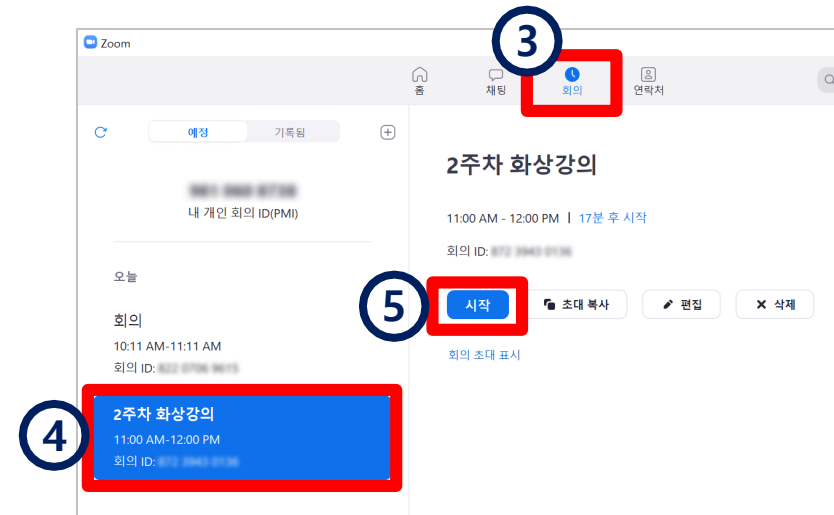 Zoom
③
홈
채팅
회의
연락처
예정
기록됨
내 개인 회의 ID(PMI)
오늘
회의
10:11 AM-11:11 AM
회의 ID:
④
2주차 화상강의
11:00 AM-12:00 PM
회의 ID:
2주차 화상강의
11:00 AM - 12:00 PM | 17분 후 시작
회의 ID:
⑤
시작
초대 복사
편집
삭제
회의 초대 표시